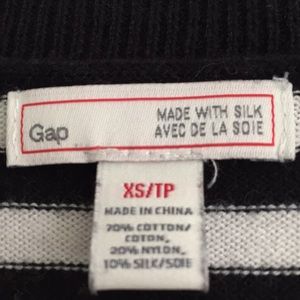 Gap
MADE WITH SILK
AVEC DE LA SOIE
XS/TP
MADE IN CHINA
70% COTTON/
COTON,
20% NYLON,
10% SILK/SOIE